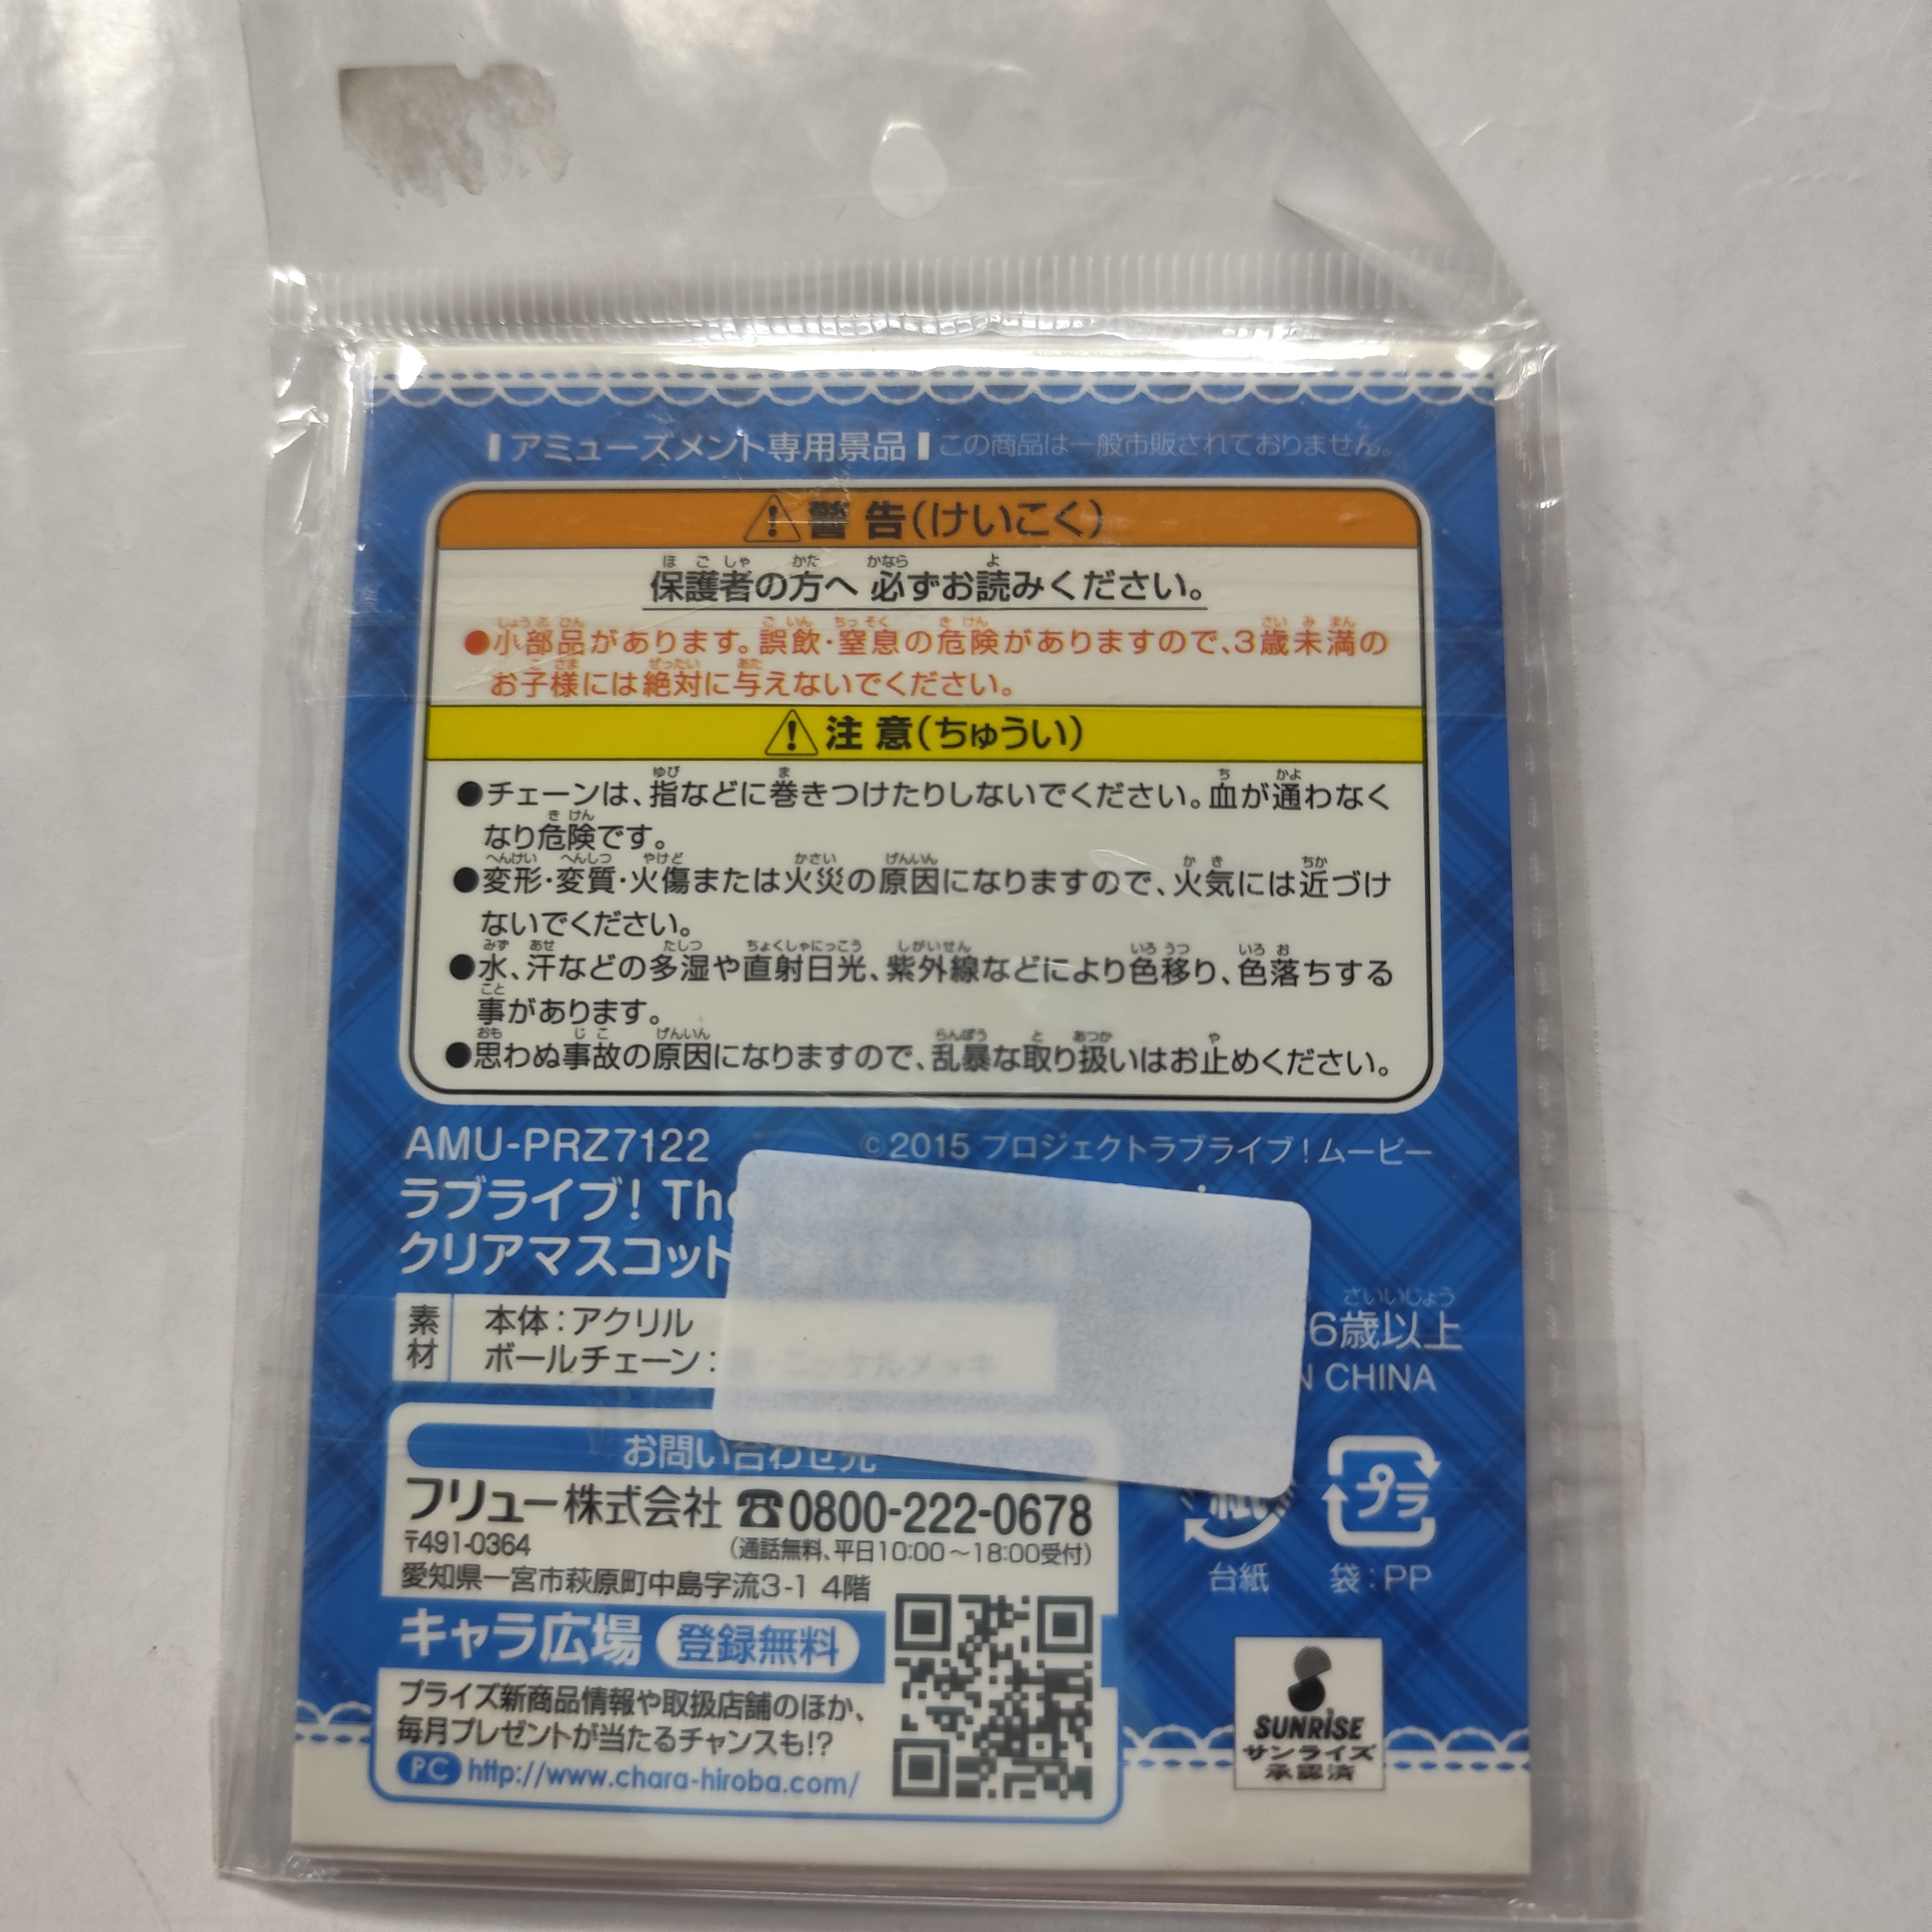 アミューズメント専用景品 この商品は一般市販されておりません。
警告(けいこく)
保護者の方へ 必ずお読みください。
●小部品があります。誤飲・窒息の危険がありますので、3歳未満の
お子様には絶対に与えないでください。
注意(ちゅうい)
●チェーンは、指などに巻きつけたりしないでください。血が通わなく
なり危険です。
●変形・変質・火傷または火災の原因になりますので、火気には近づけ
ないでください。
●水、汗などの多湿や直射日光、紫外線などにより色移り、色落ちする
事があります。
●思わぬ事故の原因になりますので、乱暴な取り扱いはお止めください。
AMU-PRZ7122 ©2015 プロジェクトラブライブ!ムービー
ラブライブ! The
クリアマスコット
素材 本体:アクリル
ボールチェーン: ニッケルメッキ
6歳以上
CHINA
お問い合わせ先
フリュー株式会社 ☎0800-222-0678
〒491-0364 (通話無料、平日10:00~18:00受付)
愛知県一宮市萩原町中島字流3-1 4階
キャラ広場 登録無料
プライズ新商品情報や取扱店舗のほか、
毎月プレゼントが当たるチャンスも!?
PC http://www.chara-hiroba.com/
プラ
台紙 袋:PP
SUNRISE
サンライズ
承認済